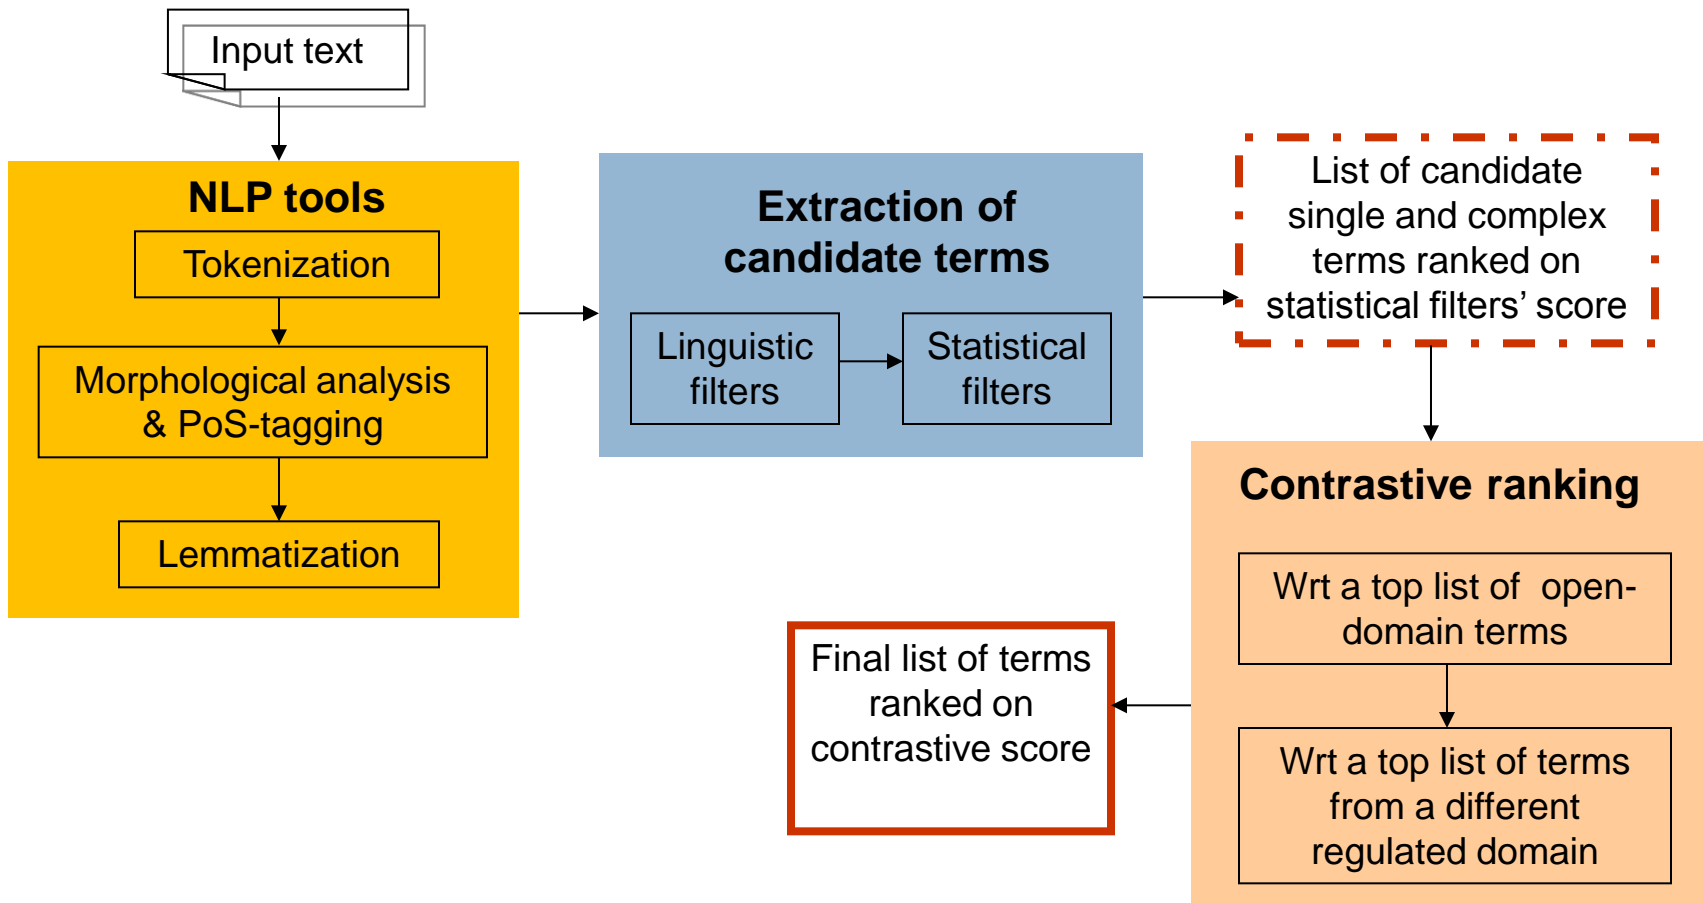 Input text
NLP tools
Tokenization
Morphological analysis
& PoS-tagging
Lemmatization
Extraction of
candidate terms
Linguistic
filters
Statistical
filters
List of candidate
single and complex
terms ranked on
statistical filters’ score
Contrastive ranking
Wrt a top list of open-
domain terms
Wrt a top list of terms
from a different
regulated domain
Final list of terms
ranked on
contrastive score